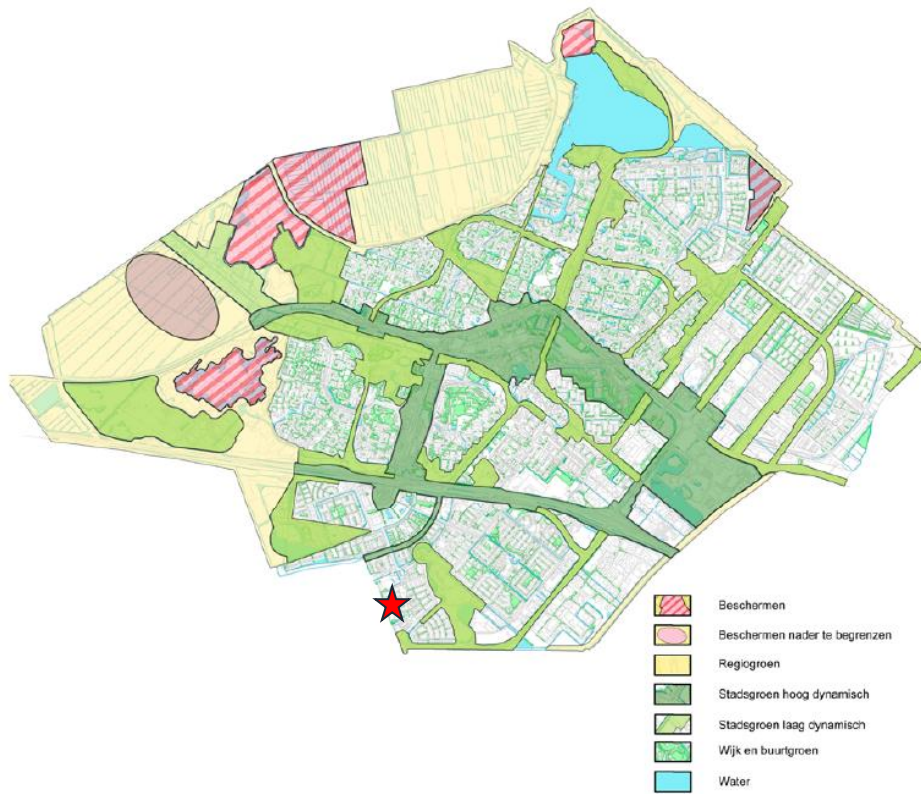 Beschermen
Beschermen nader te begrenzen
Regiogroen
Stadsgroen hoog dynamisch
Stadsgroen laag dynamisch
Wijk en buurtgroen
Water